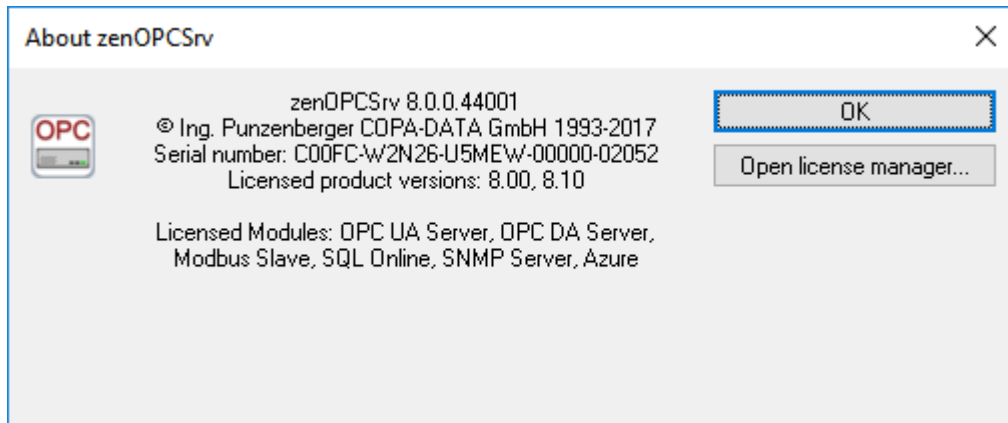 About zenOPCSrv
OPC
zenOPCSrv 8.0.0.44001
© Ing. Punzenberger COPA-DATA GmbH 1993-2017
Serial number: C00FC-W2N26-U5MEW-00000-02052
Licensed product versions: 8.00, 8.10
Licensed Modules: OPC UA Server, OPC DA Server,
Modbus Slave, SQL Online, SNMP Server, Azure
OK
Open license manager...